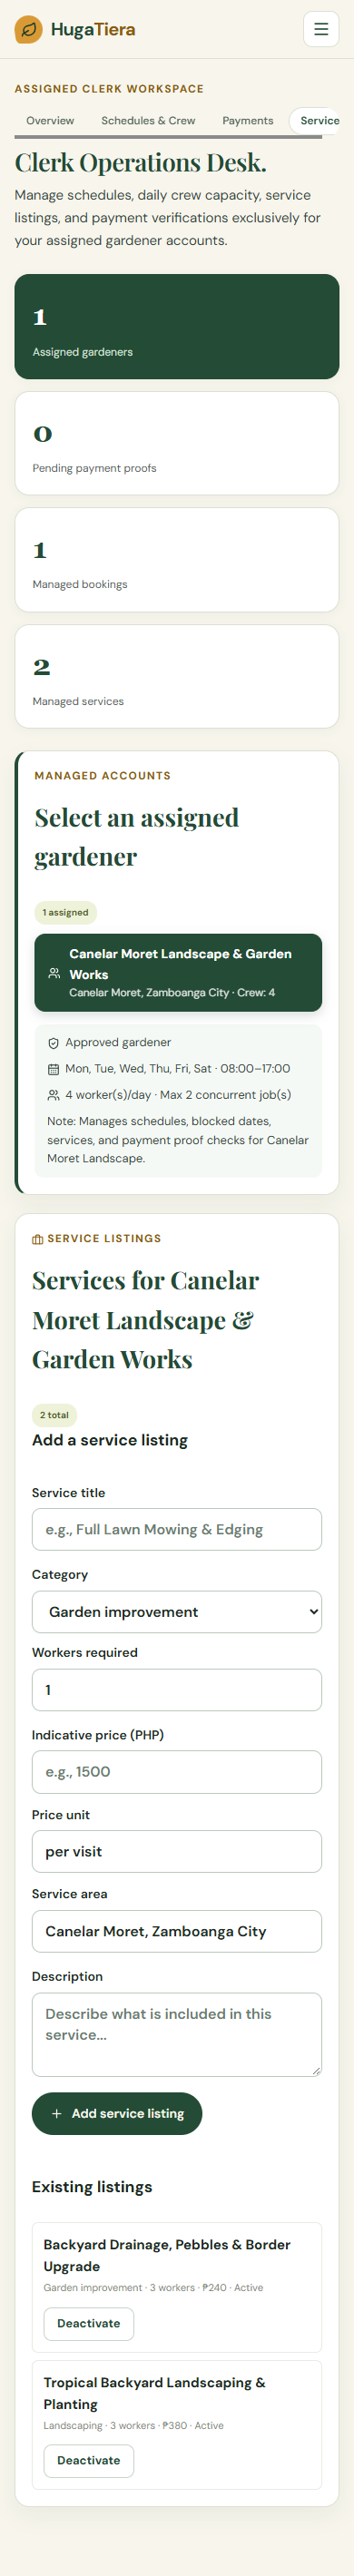 HugaTiera
ASSIGNED CLERK WORKSPACE
Overview Schedules & Crew Payments Service
Clerk Operations Desk.
Manage schedules, daily crew capacity, service
listings, and payment verifications exclusively for
your assigned gardener accounts.
1
Assigned gardeners
0
Pending payment proofs
1
Managed bookings
2
Managed services
MANAGED ACCOUNTS
Select an assigned
gardener
1 assigned
Canelar Moret Landscape & Garden
Works
Canelar Moret, Zamboanga City · Crew: 4
Approved gardener
Mon, Tue, Wed, Thu, Fri, Sat · 08:00–17:00
4 worker(s)/day · Max 2 concurrent job(s)
Note: Manages schedules, blocked dates,
services, and payment proof checks for Canelar
Moret Landscape.
SERVICE LISTINGS
Services for Canelar
Moret Landscape &
Garden Works
2 total
Add a service listing
Service title
e.g., Full Lawn Mowing & Edging
Category
Garden improvement
Workers required
1
Indicative price (PHP)
e.g., 1500
Price unit
per visit
Service area
Canelar Moret, Zamboanga City
Description
Describe what is included in this
service...
+ Add service listing
Existing listings
Backyard Drainage, Pebbles & Border
Upgrade
Garden improvement · 3 workers · ₱240 · Active
Deactivate
Tropical Backyard Landscaping &
Planting
Landscaping · 3 workers · ₱380 · Active
Deactivate